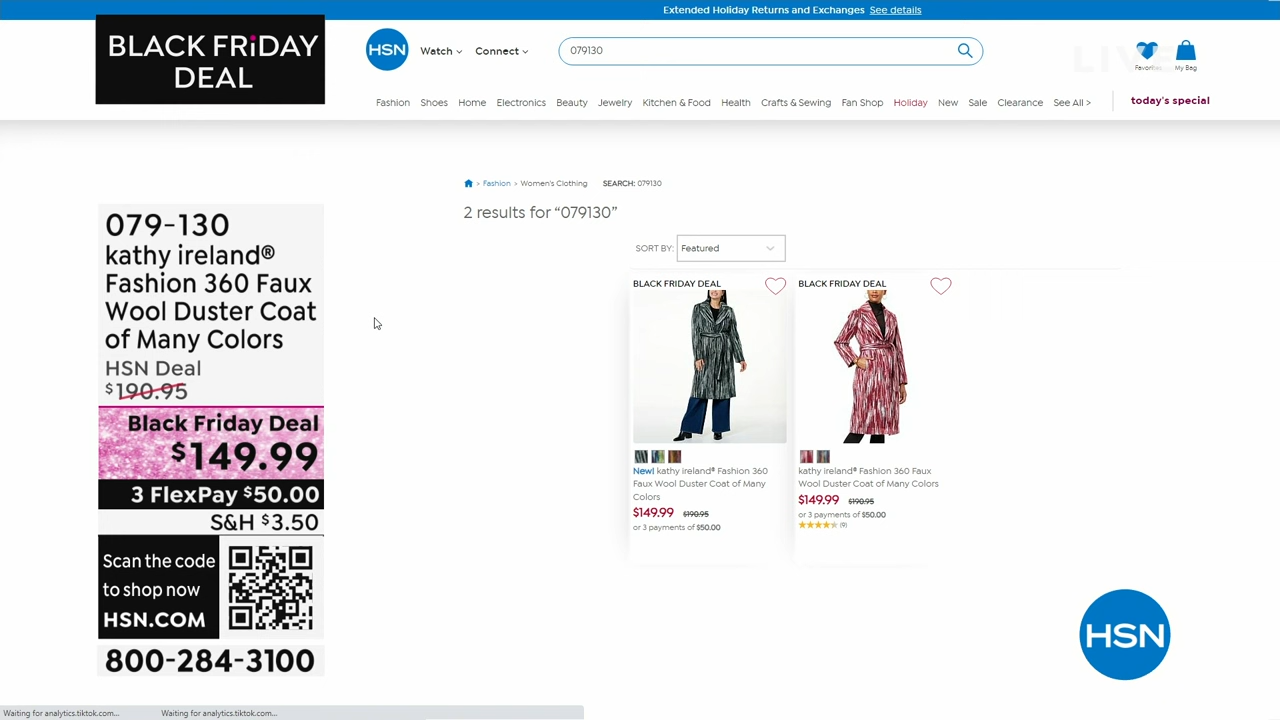 Extended Holiday Returns and Exchanges See details
BLACK FRiDAY
DEAL
HSN
Watch
Connect
079130
LIVE
Favorites
My Bag
Fashion Shoes Home Electronics Beauty Jewelry Kitchen & Food Health Crafts & Sewing Fan Shop Holiday New Sale Clearance See All >
today's special
> Fashion > Women's Clothing SEARCH: 079130
2 results for “079130”
SORT BY: Featured
079-130
kathy ireland®
Fashion 360 Faux
Wool Duster Coat
of Many Colors
HSN Deal
$190.95
Black Friday Deal
$149.99
3 FlexPay $50.00
S&H $3.50
Scan the code
to shop now
HSN.COM
800-284-3100
BLACK FRIDAY DEAL
New! kathy ireland® Fashion 360
Faux Wool Duster Coat of Many
Colors
$149.99 $190.95
or 3 payments of $50.00
BLACK FRIDAY DEAL
kathy ireland® Fashion 360 Faux
Wool Duster Coat of Many Colors
$149.99 $190.95
or 3 payments of $50.00
(9)
HSN
Waiting for analytics.tiktok.com...
Waiting for analytics.tiktok.com...